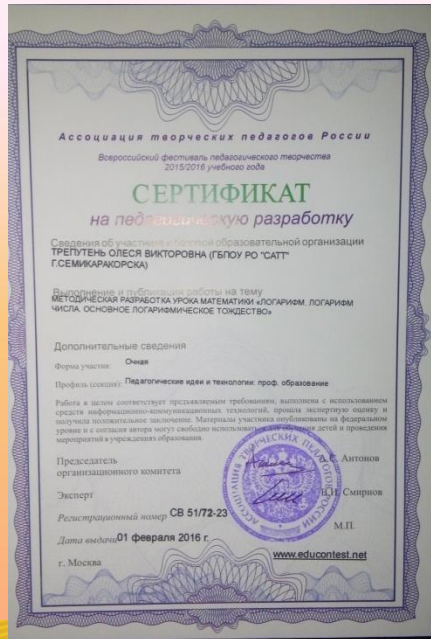 Ассоциация творческих педагогов России
Всероссийский фестиваль педагогического творчества
2015/2016 учебного года
СЕРТИФИКАТ
на педагогическую разработку
Сведения об участнике и базовой образовательной организации
ТРЕПУТЕНЬ ОЛЕСЯ ВИКТОРОВНА (ГБПОУ РО "САТТ"
Г.СЕМИКАРАКОРСКА)
Выполнение и публикация работы на тему
МЕТОДИЧЕСКАЯ РАЗРАБОТКА УРОКА МАТЕМАТИКИ «ЛОГАРИФМ. ЛОГАРИФМ
ЧИСЛА. ОСНОВНОЕ ЛОГАРИФМИЧЕСКОЕ ТОЖДЕСТВО»
Дополнительные сведения
Форма участия: Очная
Профиль (секция): Педагогические идеи и технологии: проф. образование
Работа в целом соответствует предъявляемым требованиям, выполнена с использованием
средств информационно-коммуникационных технологий, прошла экспертную оценку и
получила положительное заключение. Материалы участника опубликованы на федеральном
уровне и с согласия автора могут свободно использоваться для обучения детей и проведения
мероприятий в учреждениях образования.
Председатель
организационного комитета
А.С. Антонов
Эксперт
В.И. Смирнов
Регистрационный номер СВ 51/72-23
М.П.
Дата выдачи 01 февраля 2016 г.
г. Москва
www.educontest.net
АССОЦИАЦИЯ ТВОРЧЕСКИХ ПЕДАГОГОВ РОССИИ